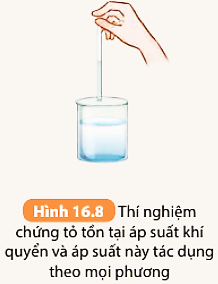 Hình 16.8 Thí nghiệm
chứng tỏ tồn tại áp suất khí
quyển và áp suất này tác dụng
theo mọi phương